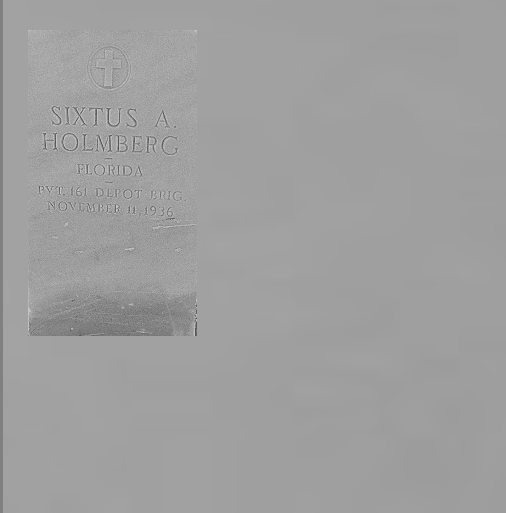 SIXTUS A.
HOLMBERG
FLORIDA
PVT. 161 DEPOT BRIG.
NOVEMBER 11, 1936